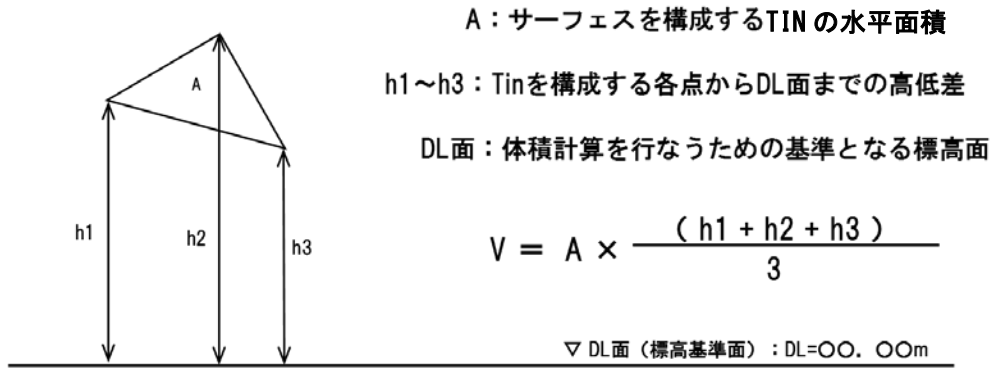 A：サーフェスを構成するTINの水平面積
A
h1～h3：Tinを構成する各点からDL面までの高低差
DL面：体積計算を行なうための基準となる標高面
h1
h2
h3
V = A × (h1 + h2 + h3) / 3
▽ DL面（標高基準面）：DL=〇〇．〇〇m